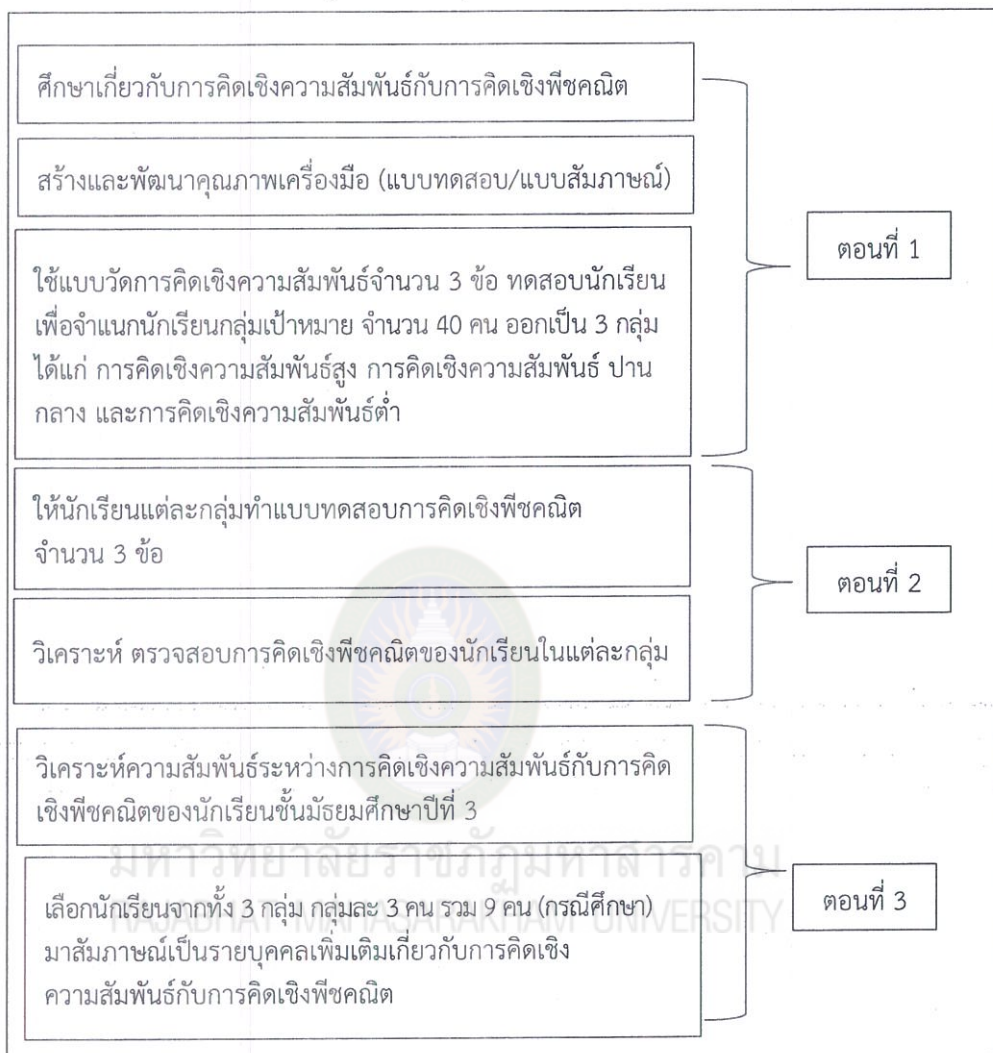 ศึกษาเกี่ยวกับการคิดเชิงความสัมพันธ์กับการคิดเชิงพีชคณิต
สร้างและพัฒนาคุณภาพเครื่องมือ (แบบทดสอบ/แบบสัมภาษณ์)
ใช้แบบวัดการคิดเชิงความสัมพันธ์จำนวน 3 ข้อ ทดสอบนักเรียน
เพื่อจำแนกนักเรียนกลุ่มเป้าหมาย จำนวน 40 คน ออกเป็น 3 กลุ่ม
ได้แก่ การคิดเชิงความสัมพันธ์สูง การคิดเชิงความสัมพันธ์ ปาน
กลาง และการคิดเชิงความสัมพันธ์ต่ำ
ตอนที่ 1
ให้นักเรียนแต่ละกลุ่มทำแบบทดสอบการคิดเชิงพีชคณิต
จำนวน 3 ข้อ
วิเคราะห์ ตรวจสอบการคิดเชิงพีชคณิตของนักเรียนในแต่ละกลุ่ม
ตอนที่ 2
วิเคราะห์ความสัมพันธ์ระหว่างการคิดเชิงความสัมพันธ์กับการคิด
เชิงพีชคณิตของนักเรียนชั้นมัธยมศึกษาปีที่ 3
มหาวิทยาลัยราชภัฏมหาสารคาม
RAJABHAT MAHASARAKHAM UNIVERSITY
เลือกนักเรียนจากทั้ง 3 กลุ่ม กลุ่มละ 3 คน รวม 9 คน (กรณีศึกษา)
มาสัมภาษณ์เป็นรายบุคคลเพิ่มเติมเกี่ยวกับการคิดเชิง
ความสัมพันธ์กับการคิดเชิงพีชคณิต
ตอนที่ 3